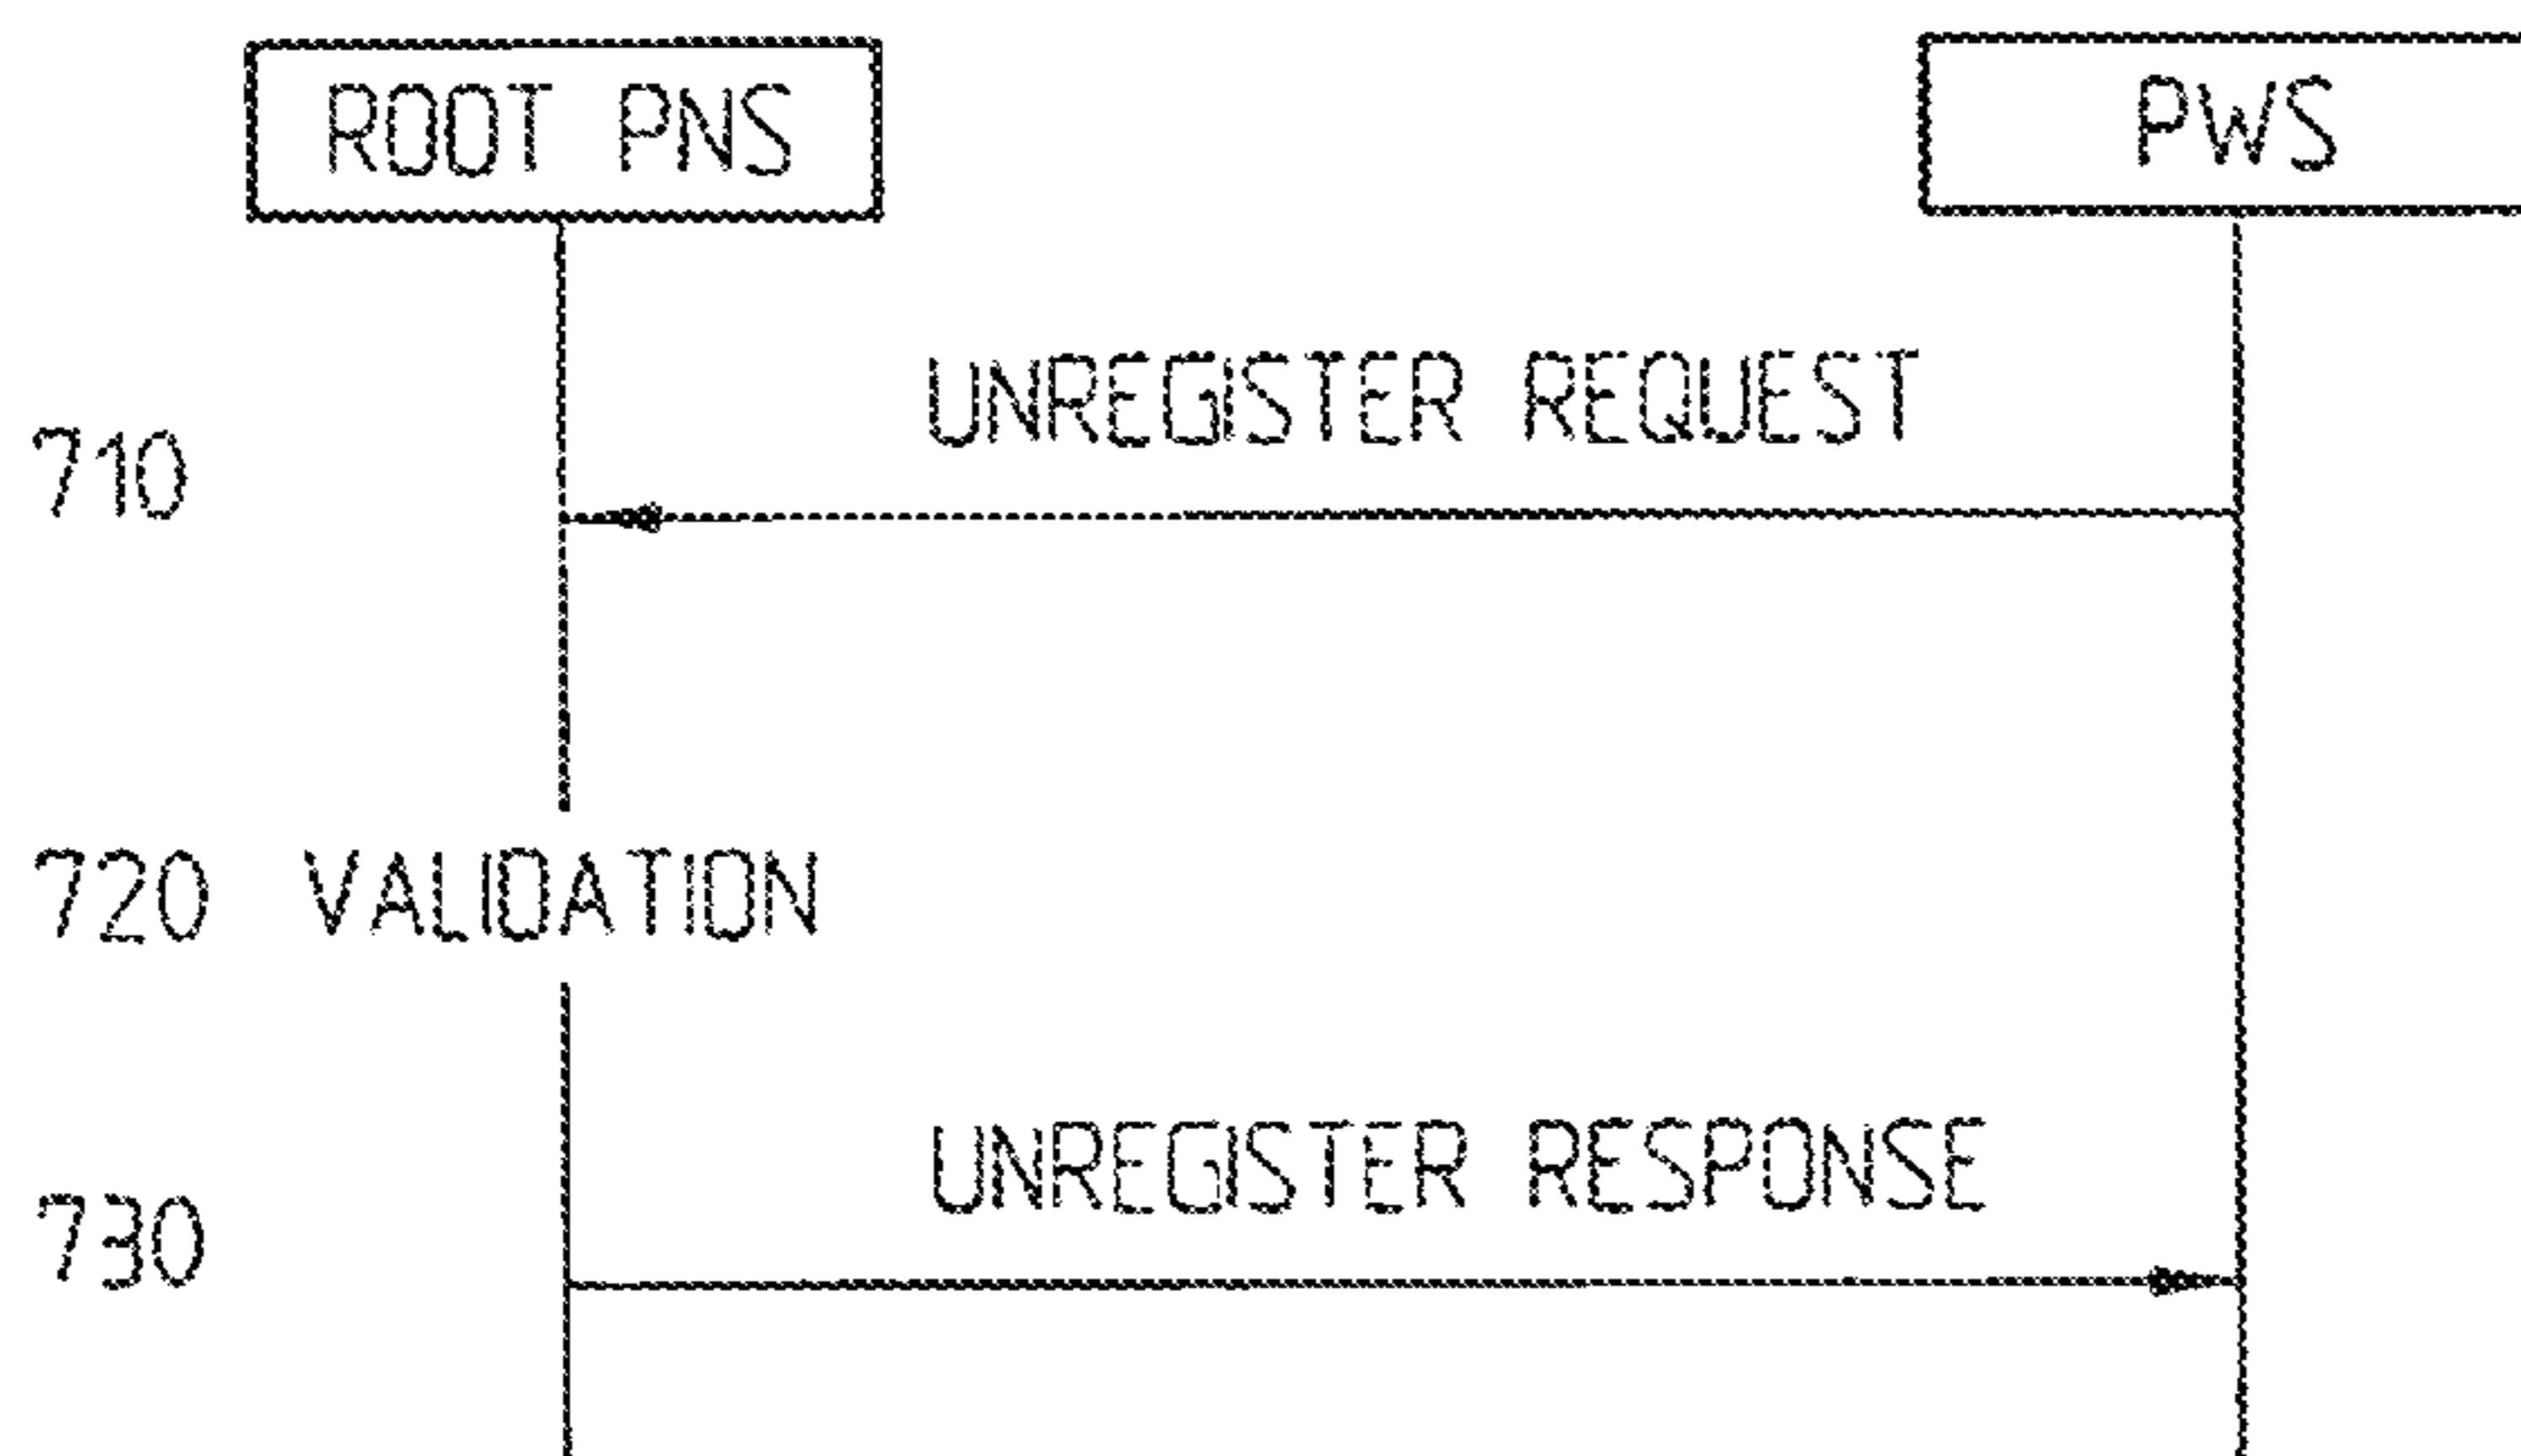 ROOT PNS PWS
UNREGISTER REQUEST
710
720 VALIDATION
UNREGISTER RESPONSE
730